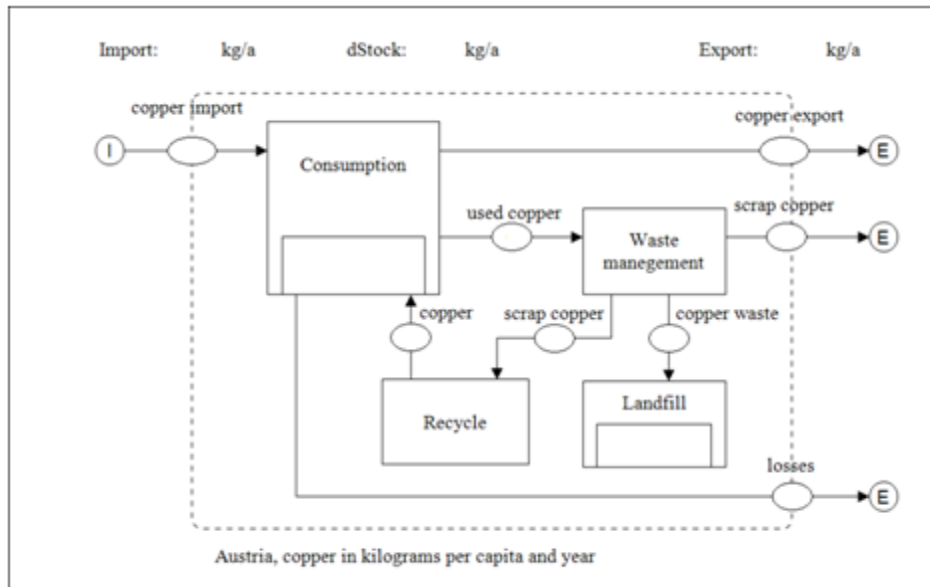 Import: kg/a dStock: kg/a Export: kg/a
copper import
copper export
I
Consumption
E
used copper
scrap copper
Waste
manegement
E
copper
scrap copper
copper waste
Recycle
Landfill
losses
E
Austria, copper in kilograms per capita and year